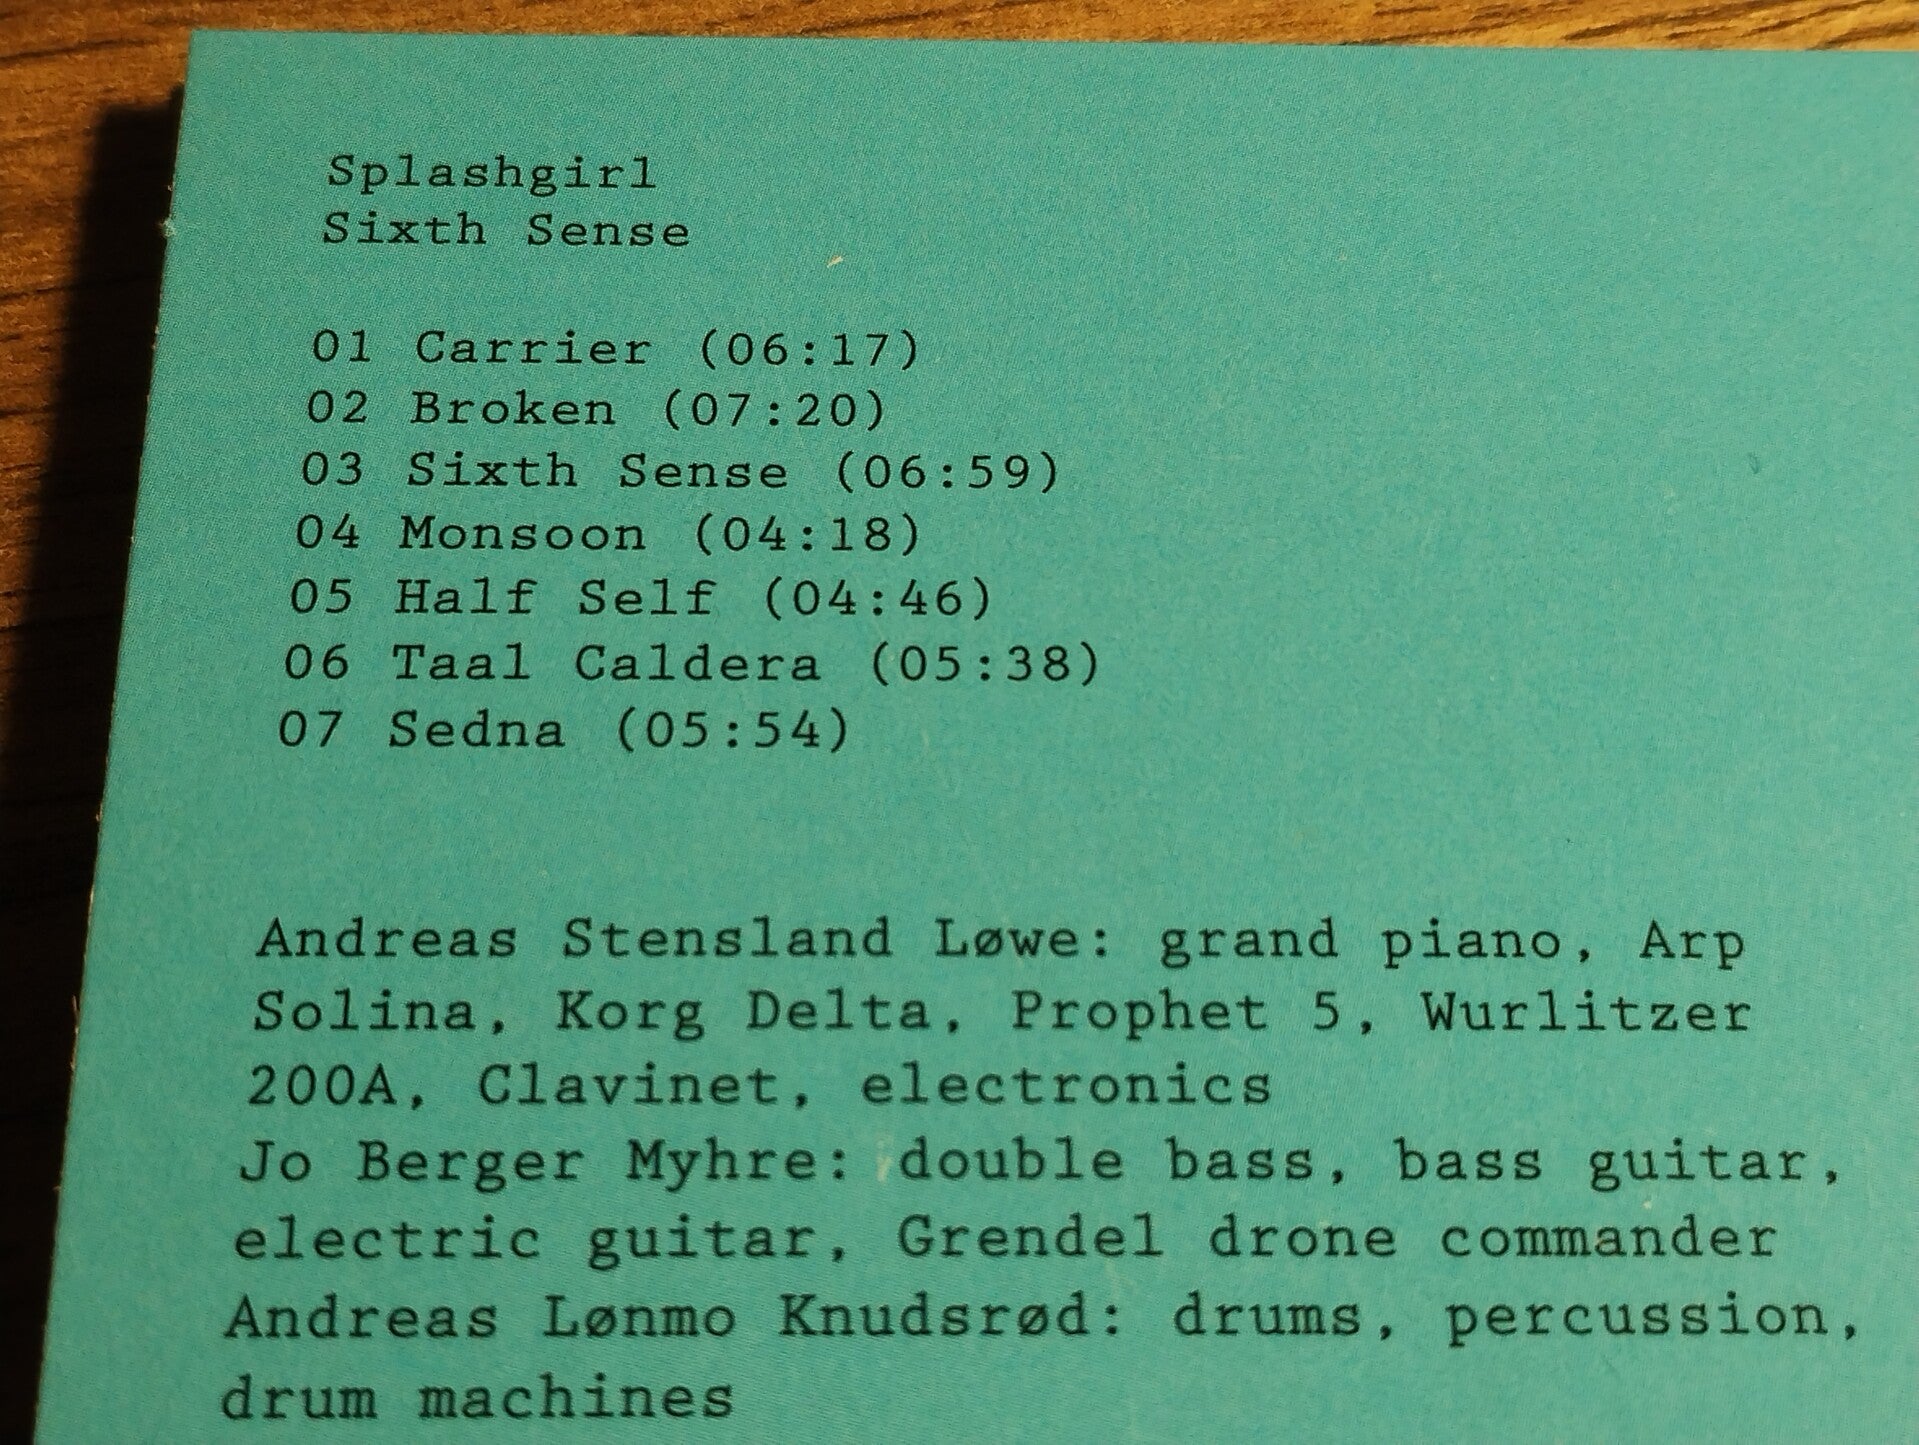 Splashgirl
Sixth Sense
01 Carrier (06:17)
02 Broken (07:20)
03 Sixth Sense (06:59)
04 Monsoon (04:18)
05 Half Self (04:46)
06 Taal Caldera (05:38)
07 Sedna (05:54)
Andreas Stensland Løwe: grand piano, Arp
Solina, Korg Delta, Prophet 5, Wurlitzer
200A, Clavinet, electronics
Jo Berger Myhre: double bass, bass guitar,
electric guitar, Grendel drone commander
Andreas Lønmo Knudsrød: drums, percussion,
drum machines